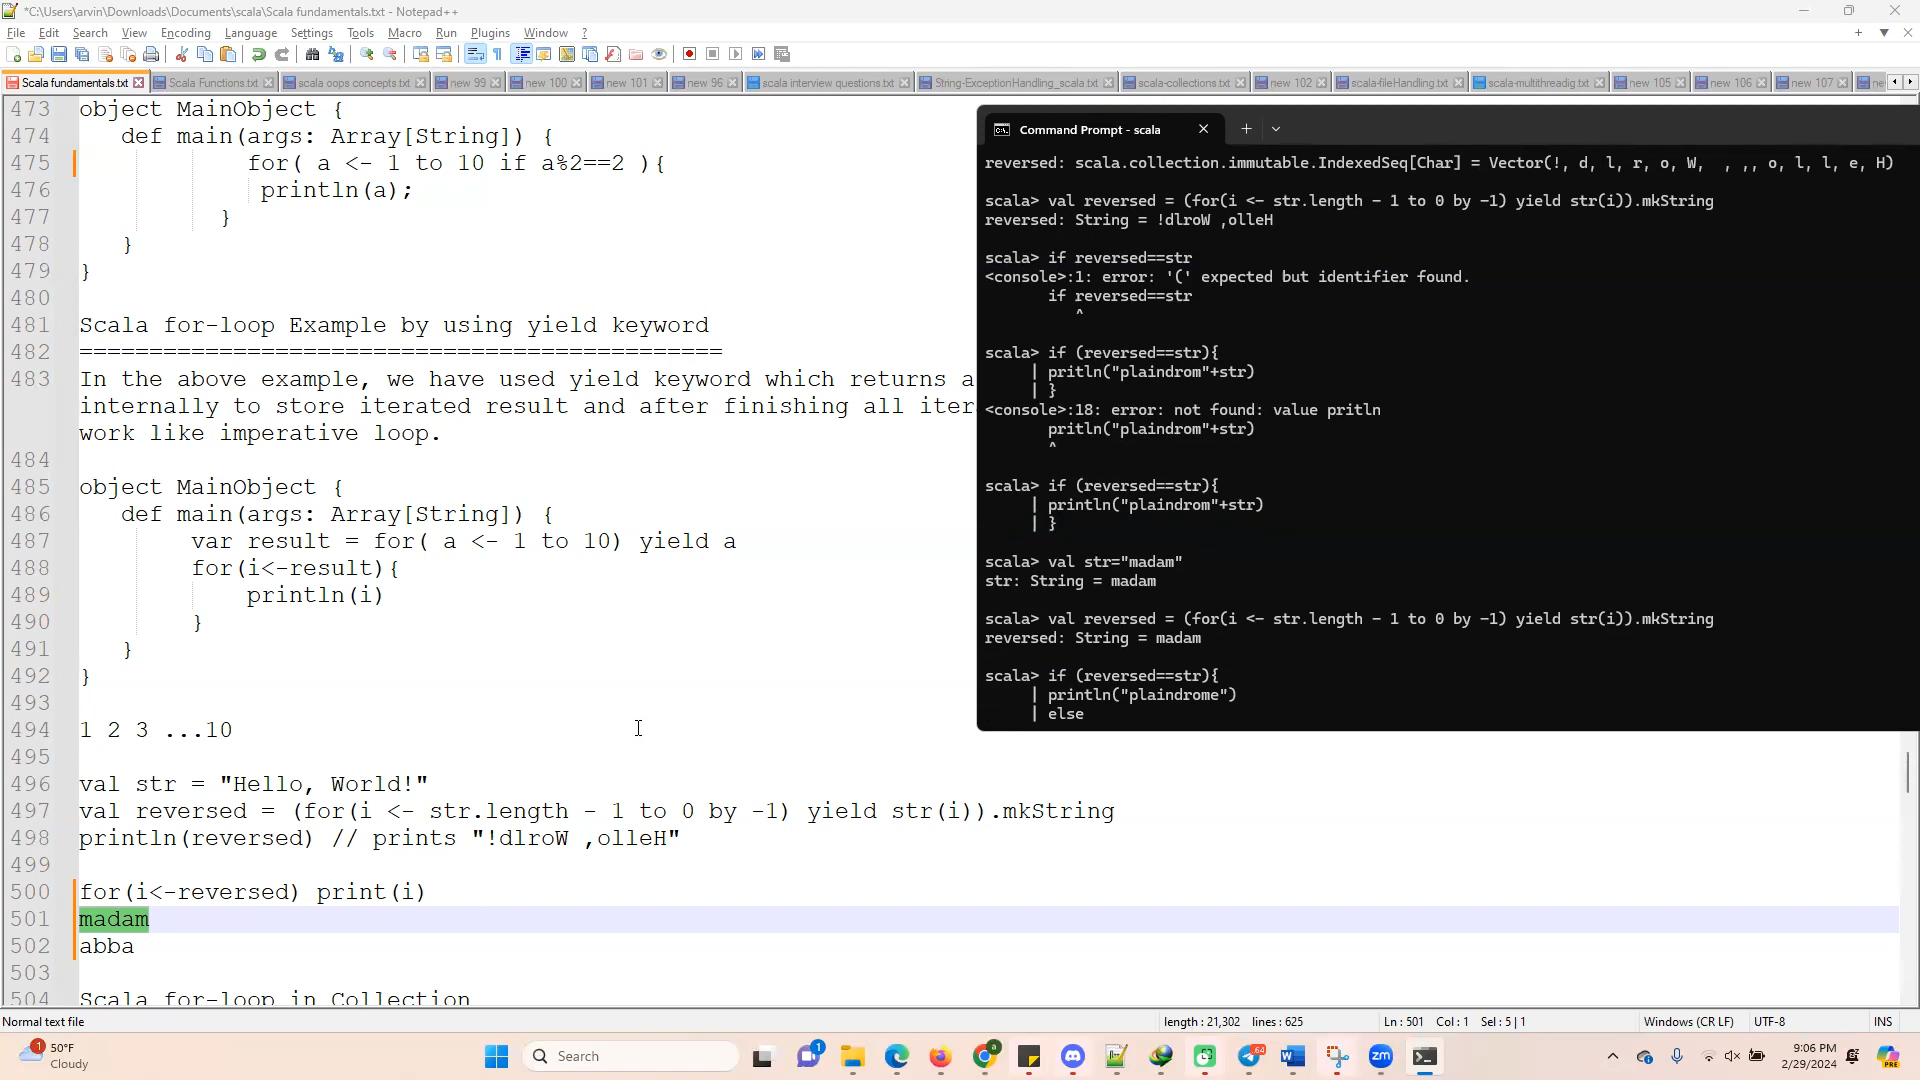 *C:\Users\arvin\Downloads\Documents\scala\Scala fundamentals.txt - Notepad++
File Edit Search View Encoding Language Settings Tools Macro Run Plugins Window ?
Scala fundamentals.txt Scala Functions.txt scala oops concepts.txt new 99 new 100 new 101 new 96 scala interview questions.txt String-ExceptionHandling_scala.txt scala-collections.txt new 102 scala-fileHandling.txt scala-multithreadig.txt new 105 new 106 new 107
473 object MainObject {
474 def main(args: Array[String]) {
475 for( a <- 1 to 10 if a%2==2 ){
476 println(a);
477 }
478 }
479 }
480
481 Scala for-loop Example by using yield keyword
482 ==============================================
483 In the above example, we have used yield keyword which returns a
internally to store iterated result and after finishing all iter
work like imperative loop.
484
485 object MainObject {
486 def main(args: Array[String]) {
487 var result = for( a <- 1 to 10) yield a
488 for(i<-result){
489 println(i)
490 }
491 }
492 }
493
494 1 2 3 ...10
495
496 val str = "Hello, World!"
497 val reversed = (for(i <- str.length - 1 to 0 by -1) yield str(i)).mkString
498 println(reversed) // prints "!dlroW ,olleH"
499
500 for(i<-reversed) print(i)
501 madam
502 abba
503
504 Scala for-loop in Collection
Command Prompt - scala
reversed: scala.collection.immutable.IndexedSeq[Char] = Vector(!, d, l, r, o, W,  , ,, o, l, l, e, H)
scala> val reversed = (for(i <- str.length - 1 to 0 by -1) yield str(i)).mkString
reversed: String = !dlroW ,olleH
scala> if reversed==str
<console>:1: error: '(' expected but identifier found.
if reversed==str
^
scala> if (reversed==str){
| pritln("plaindrom"+str)
| }
<console>:18: error: not found: value pritln
pritln("plaindrom"+str)
^
scala> if (reversed==str){
| println("plaindrom"+str)
| }
scala> val str="madam"
str: String = madam
scala> val reversed = (for(i <- str.length - 1 to 0 by -1) yield str(i)).mkString
reversed: String = madam
scala> if (reversed==str){
| println("plaindrome")
| else
Normal text file length : 21,302 lines : 625 Ln : 501 Col : 1 Sel : 5 | 1 Windows (CR LF) UTF-8 INS
1 50°F
Cloudy
Search
1
a
64
zm
9:06 PM
2/29/2024
PRE